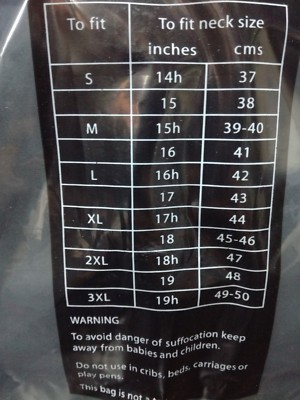 To fit To fit neck size
inches cms
S 14h 37
15 38
M 15h 39-40
16 41
L 16h 42
17 43
XL 17h 44
18 45-46
2XL 18h 47
19 48
3XL 19h 49-50
WARNING
To avoid danger of suffocation keep
away from babies and children.
Do not use in cribs, beds, carriages or
play pens.
This bag is not a